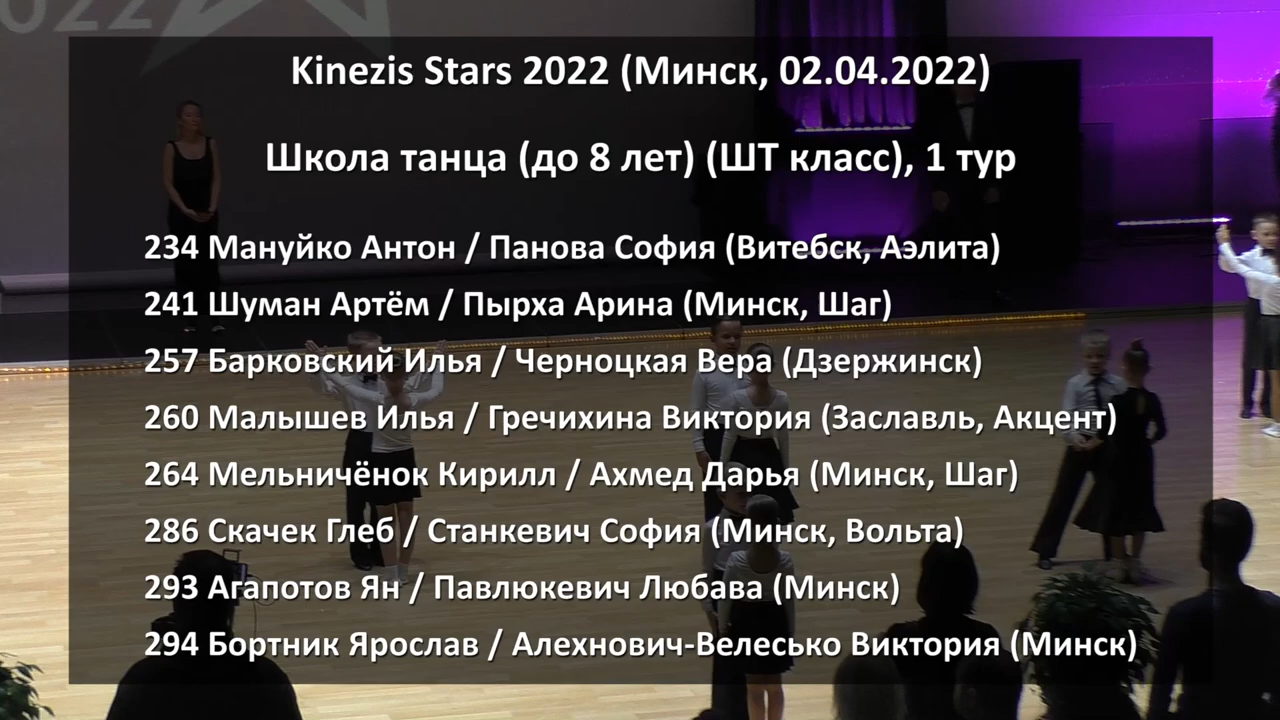 2022
Kinezis Stars 2022 (Минск, 02.04.2022)
Школа танца (до 8 лет) (ШТ класс), 1 тур
234 Мануйко Антон / Панова София (Витебск, Аэлита)
241 Шуман Артём / Пырха Арина (Минск, Шаг)
257 Барковский Илья / Черноцкая Вера (Дзержинск)
260 Малышев Илья / Гречихина Виктория (Заславль, Акцент)
264 Мельничёнок Кирилл / Ахмед Дарья (Минск, Шаг)
286 Скачек Глеб / Станкевич София (Минск, Вольта)
293 Агапотов Ян / Павлюкевич Любава (Минск)
294 Бортник Ярослав / Алехнович-Велесько Виктория (Минск)